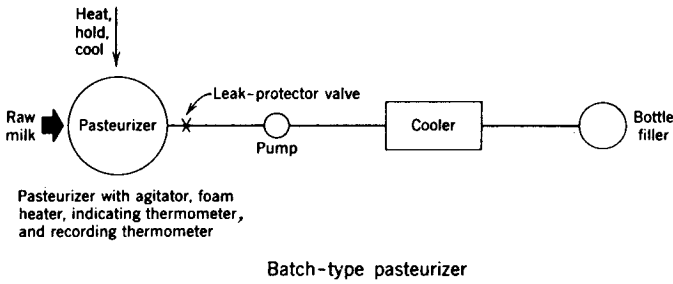 Heat,
hold,
cool
Leak-protector valve
Raw
milk
Pasteurizer
Pump
Cooler
Bottle
filler
Pasteurizer with agitator, foam
heater, indicating thermometer,
and recording thermometer
Batch-type pasteurizer